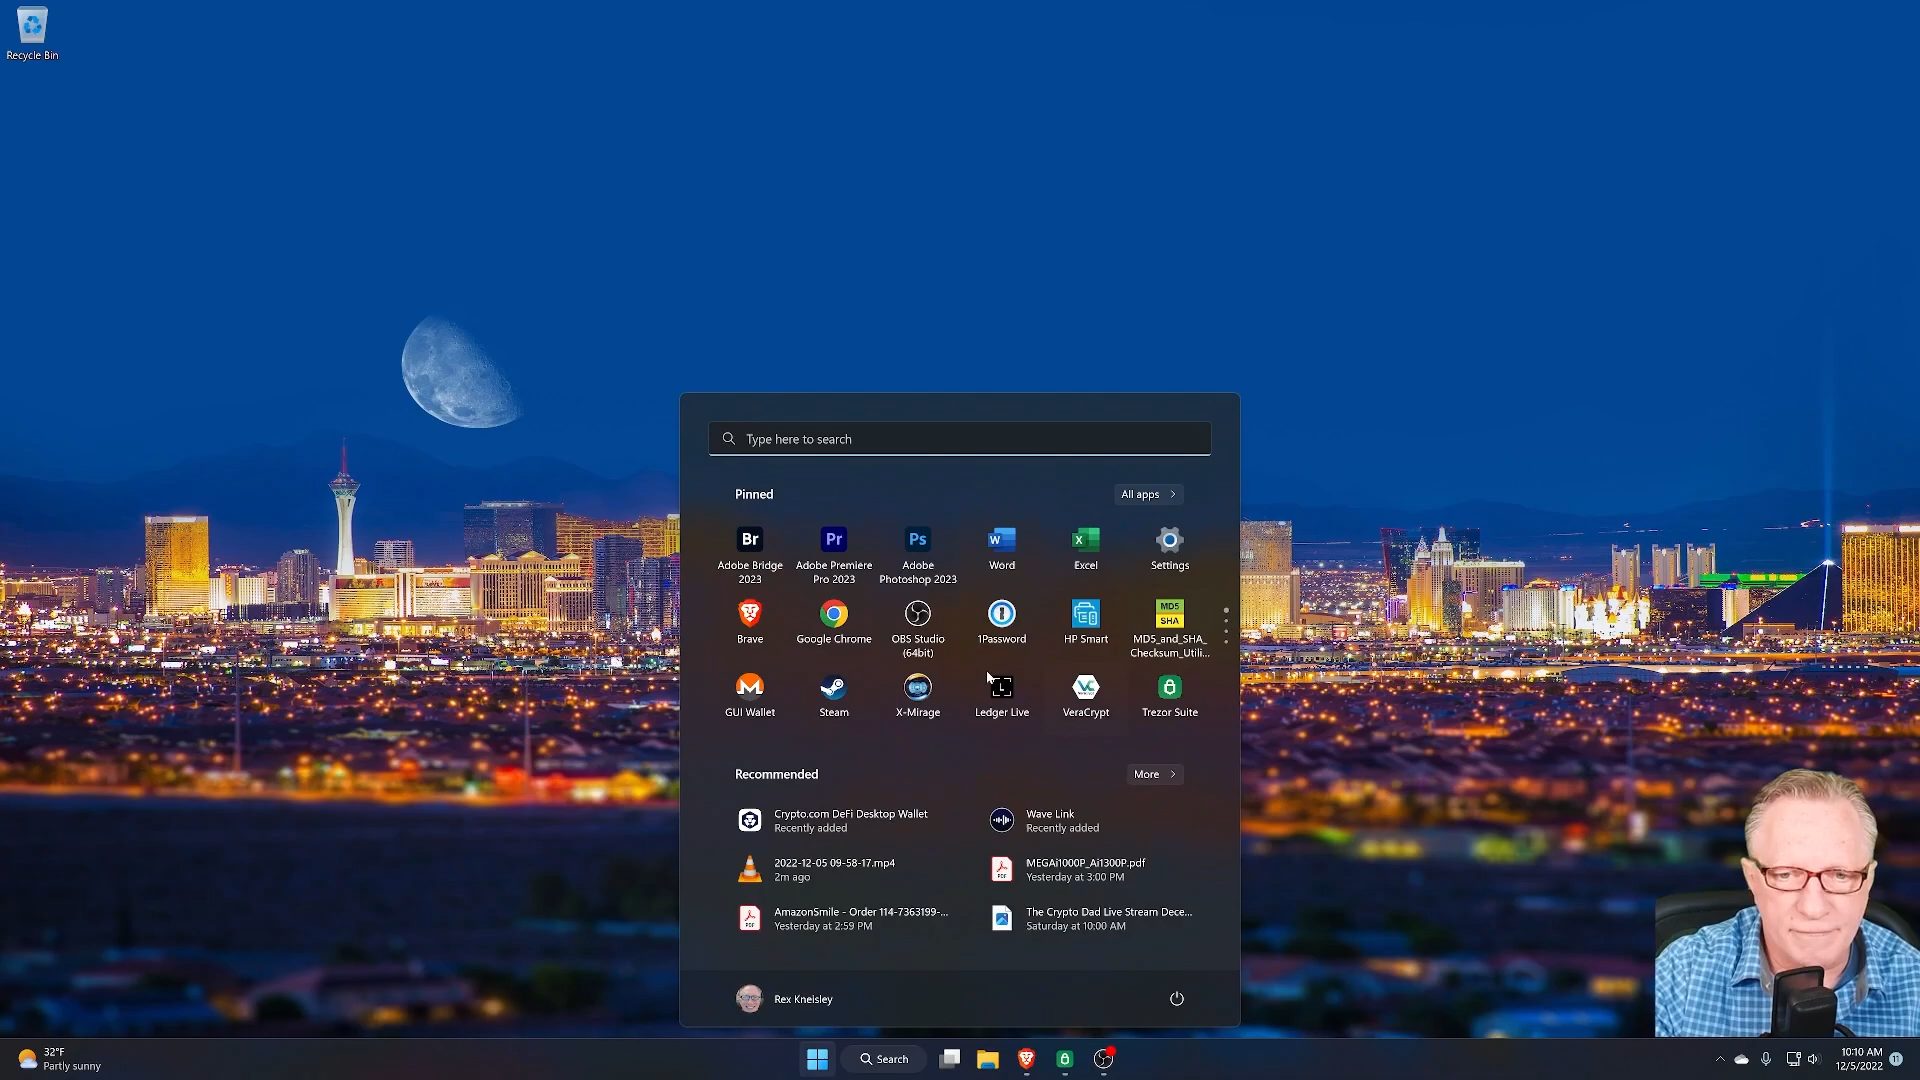 Recycle Bin
Type here to search
Pinned
All apps
Br
Pr
Ps
W
X
Adobe Bridge 2023
Adobe Premiere Pro 2023
Adobe Photoshop 2023
Word
Excel
Settings
MD5
SHA
Brave
Google Chrome
OBS Studio (64bit)
1Password
HP Smart
MD5_and_SHA_Checksum_Utili...
L
VC
GUI Wallet
Steam
X-Mirage
Ledger Live
VeraCrypt
Trezor Suite
Recommended
More
Crypto.com DeFi Desktop Wallet
Recently added
Wave Link
Recently added
2022-12-05 09-58-17.mp4
2m ago
PDF
MEGAi1000P_Ai1300P.pdf
Yesterday at 3:00 PM
PDF
AmazonSmile - Order 114-7363199-...
Yesterday at 2:59 PM
The Crypto Dad Live Stream Dece...
Saturday at 10:00 AM
Rex Kneisley
32°F
Partly sunny
Search
10:10 AM
12/5/2022
11